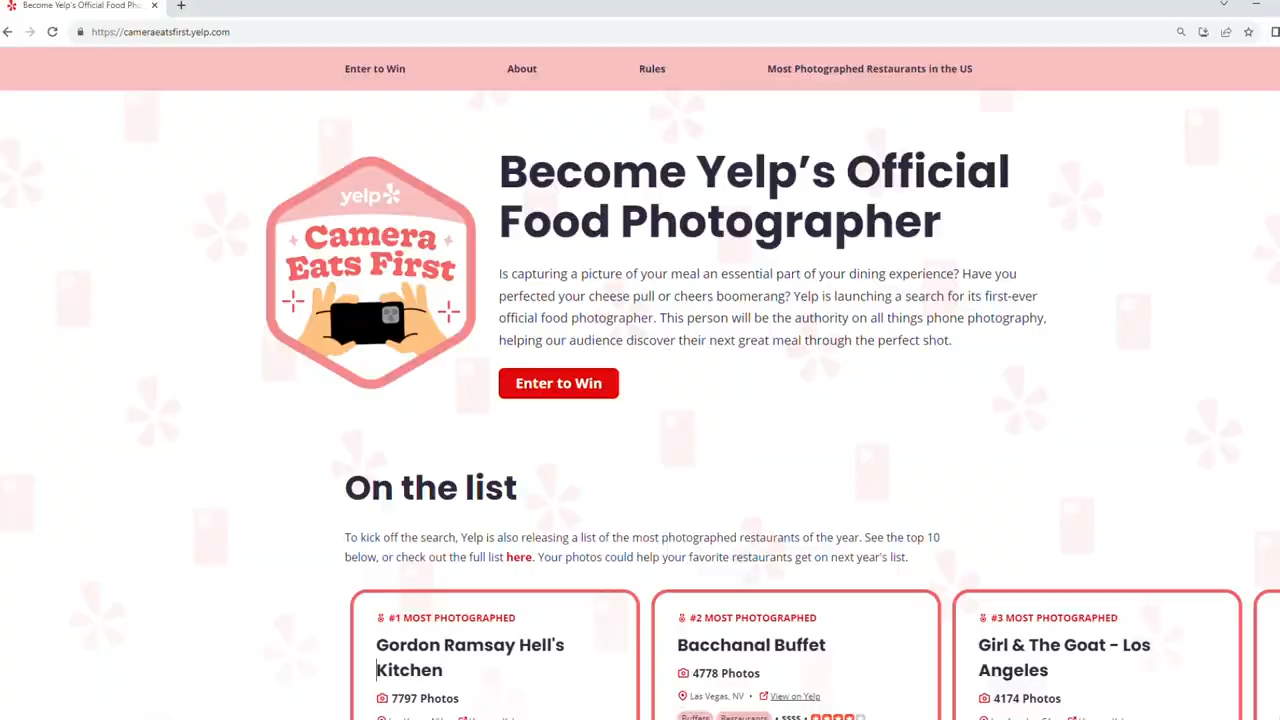 Become Yelp's Official Food Pho
https://cameraeatsfirst.yelp.com
Enter to Win
About
Rules
Most Photographed Restaurants in the US
yelp
Camera
Eats First
Become Yelp's Official
Food Photographer
Is capturing a picture of your meal an essential part of your dining experience? Have you
perfected your cheese pull or cheers boomerang? Yelp is launching a search for its first-ever
official food photographer. This person will be the authority on all things phone photography,
helping our audience discover their next great meal through the perfect shot.
Enter to Win
On the list
To kick off the search, Yelp is also releasing a list of the most photographed restaurants of the year. See the top 10
below, or check out the full list here. Your photos could help your favorite restaurants get on next year's list.
#1 MOST PHOTOGRAPHED
Gordon Ramsay Hell's
Kitchen
7797 Photos
#2 MOST PHOTOGRAPHED
Bacchanal Buffet
4778 Photos
Las Vegas, NV • View on Yelp
Buffets Restaurants • $$$$ •
#3 MOST PHOTOGRAPHED
Girl & The Goat - Los
Angeles
4174 Photos